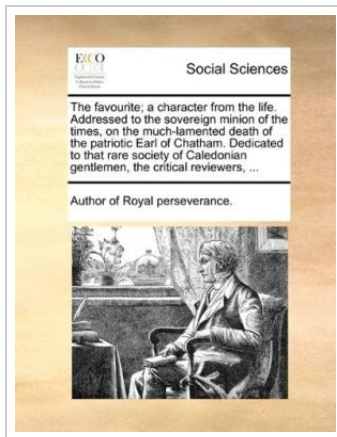 ECCO
Social Sciences
The favourite; a character from the life.
Addressed to the sovereign minion of the
times, on the much-lamented death of
the patriotic Earl of Chatham. Dedicated
to that rare society of Caledonian
gentlemen, the critical reviewers, ...
Author of Royal perseverance.